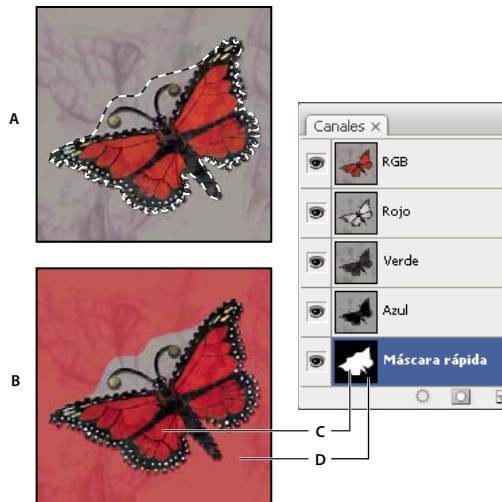 A
Canales ×
RGB
Rojo
Verde
Azul
Máscara rápida
B
C
D